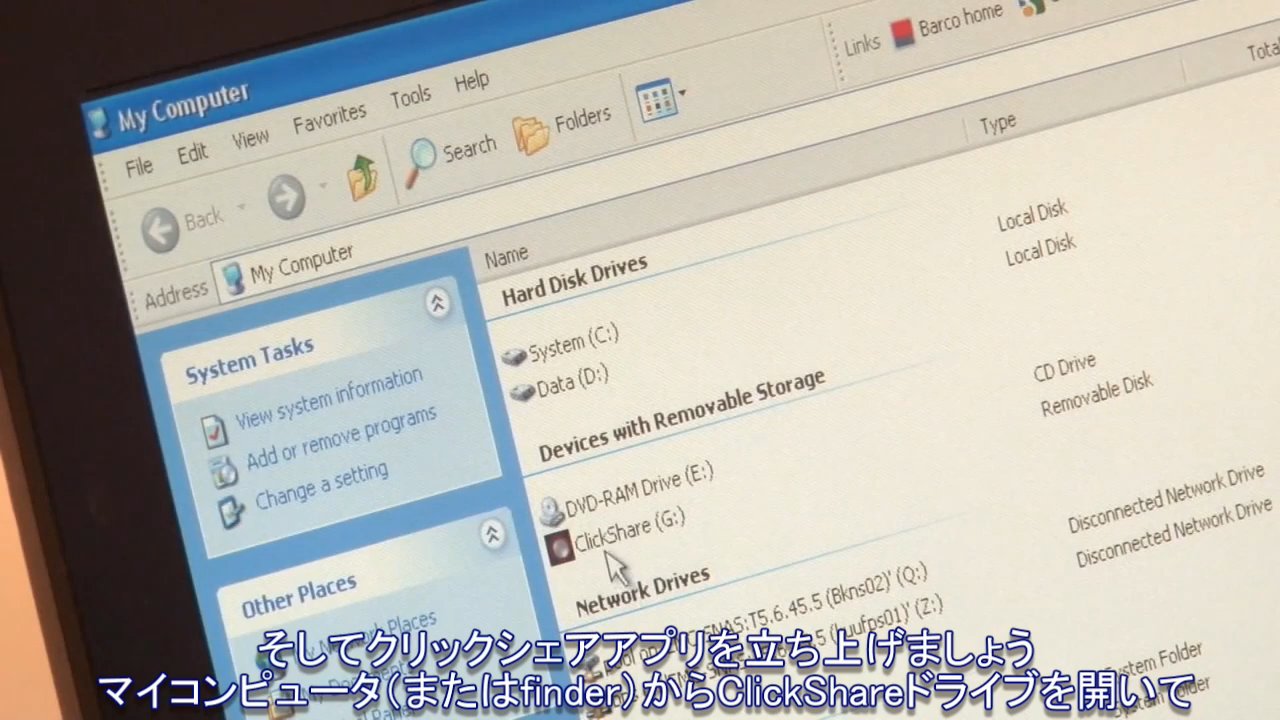 My Computer
File Edit View Favorites Tools Help
Links Barco home
Back Search Folders
Address My Computer
Name Type
System Tasks
View system information
Add or remove programs
Change a setting
Other Places
Hard Disk Drives
System (C:) Local Disk
Data (D:) Local Disk
Devices with Removable Storage
DVD-RAM Drive (E:) CD Drive
ClickShare (G:) Removable Disk
Network Drives
(Bkns02)' (Q:) Disconnected Network Drive
(Z:) Disconnected Network Drive
そしてクリックシェアアプリを立ち上げましょう
マイコンピュータ(またはfinder)からClickShareドライブを開いて